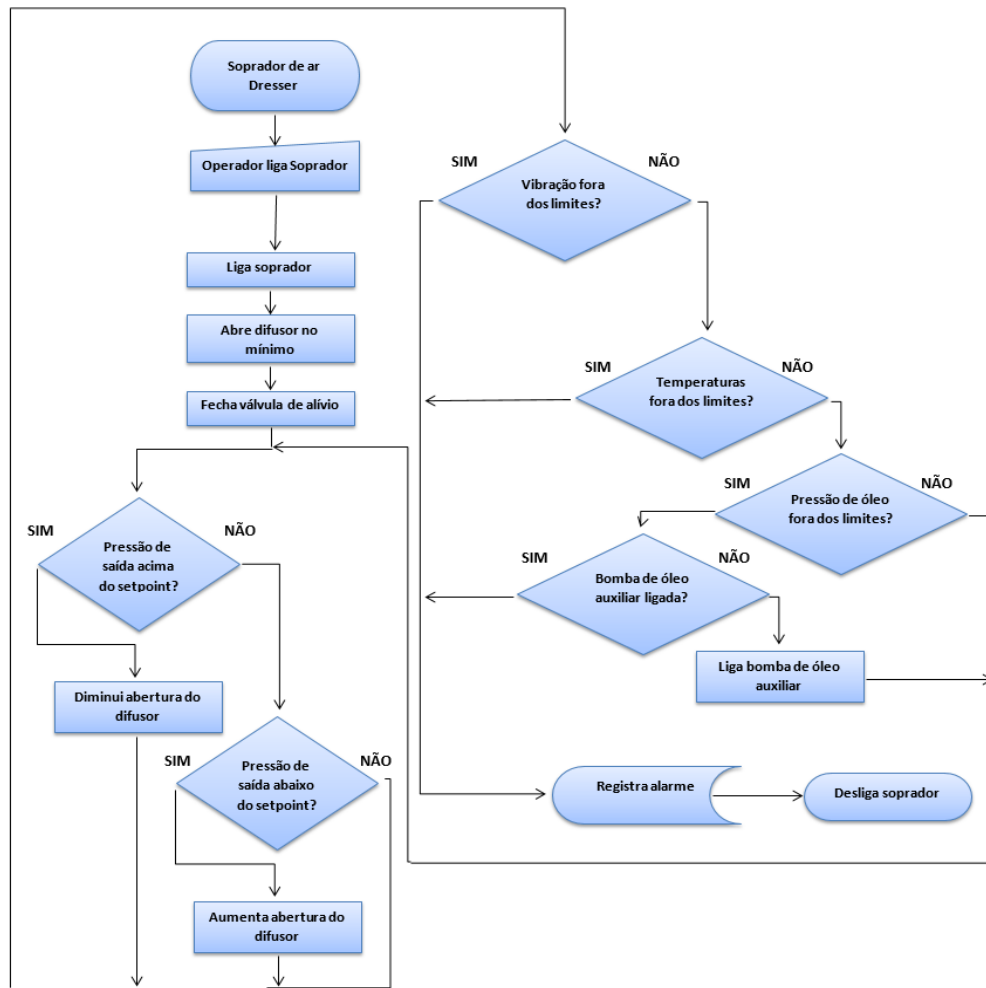 Soprador de ar
Dresser
Operador liga Soprador
Liga soprador
Abre difusor no
mínimo
Fecha válvula de alívio
SIM
NÃO
Pressão de
saída acima
do setpoint?
Diminui abertura do
difusor
SIM
NÃO
Pressão de
saída abaixo
do setpoint?
Aumenta abertura do
difusor
SIM
NÃO
Vibração fora
dos limites?
SIM
NÃO
Temperaturas
fora dos limites?
SIM
NÃO
Pressão de óleo
fora dos limites?
SIM
NÃO
Bomba de óleo
auxiliar ligada?
Liga bomba de óleo
auxiliar
Registra alarme
Desliga soprador